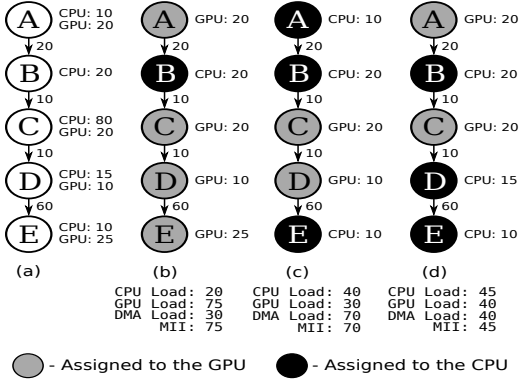 A CPU: 10
GPU: 20
20
B CPU: 20
10
C CPU: 80
GPU: 20
10
D CPU: 15
GPU: 10
60
E CPU: 10
GPU: 25
(a)
A GPU: 20
20
B CPU: 20
10
C GPU: 20
10
D GPU: 10
60
E GPU: 25
(b)
CPU Load: 20
GPU Load: 75
DMA Load: 30
MII: 75
A CPU: 10
20
B CPU: 20
10
C GPU: 20
10
D GPU: 10
60
E CPU: 10
(c)
CPU Load: 40
GPU Load: 30
DMA Load: 70
MII: 70
A GPU: 20
20
B CPU: 20
10
C GPU: 20
10
D CPU: 15
60
E CPU: 10
(d)
CPU Load: 45
GPU Load: 40
DMA Load: 40
MII: 45
- Assigned to the GPU
- Assigned to the CPU